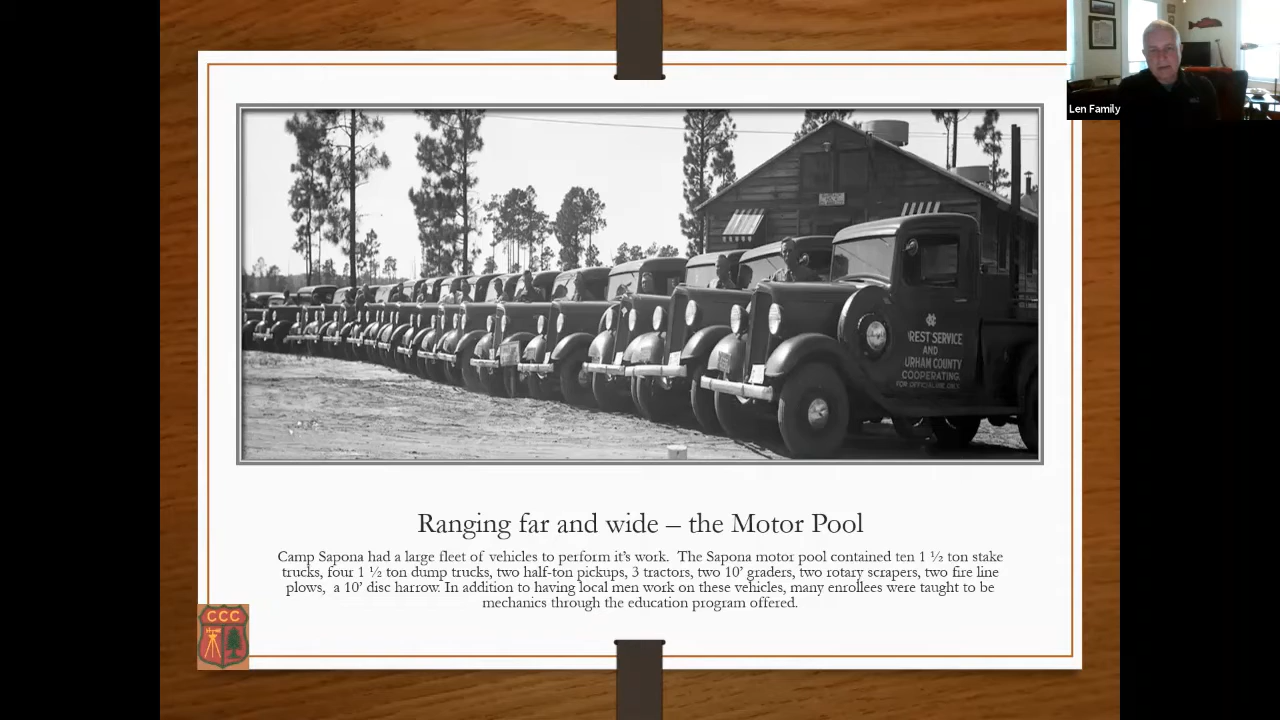 Len Family
REST SERVICE
AND
URHAM COUNTY
COOPERATING
FOR OFFICIAL USE ONLY
Ranging far and wide – the Motor Pool
Camp Sapona had a large fleet of vehicles to perform it's work. The Sapona motor pool contained ten 1 ½ ton stake
trucks, four 1 ½ ton dump trucks, two half-ton pickups, 3 tractors, two 10' graders, two rotary scrapers, two fire line
plows, a 10' disc harrow. In addition to having local men work on these vehicles, many enrollees were taught to be
mechanics through the education program offered.
CCC